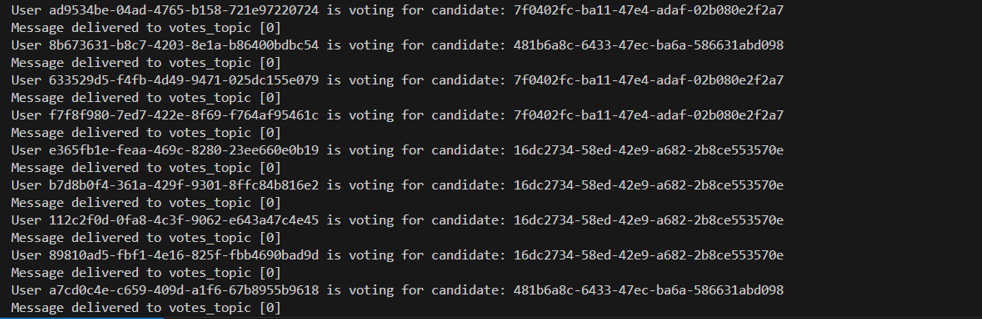 User ad9534be-04ad-4765-b158-721e97220724 is voting for candidate: 7f0402fc-ba11-47e4-adaf-02b080e2f2a7
Message delivered to votes_topic [0]
User 8b673631-b8c7-4203-8e1a-b86400bdbc54 is voting for candidate: 481b6a8c-6433-47ec-ba6a-586631abd098
Message delivered to votes_topic [0]
User 633529d5-f4fb-4d49-9471-025dc155e079 is voting for candidate: 7f0402fc-ba11-47e4-adaf-02b080e2f2a7
Message delivered to votes_topic [0]
User f7f8f980-7ed7-422e-8f69-f764af95461c is voting for candidate: 7f0402fc-ba11-47e4-adaf-02b080e2f2a7
Message delivered to votes_topic [0]
User e365fb1e-feaa-469c-8280-23ee660e0b19 is voting for candidate: 16dc2734-58ed-42e9-a682-2b8ce553570e
Message delivered to votes_topic [0]
User b7d8b0f4-361a-429f-9301-8ffc84b816e2 is voting for candidate: 16dc2734-58ed-42e9-a682-2b8ce553570e
Message delivered to votes_topic [0]
User 112c2f0d-0fa8-4c3f-9062-e643a47c4e45 is voting for candidate: 16dc2734-58ed-42e9-a682-2b8ce553570e
Message delivered to votes_topic [0]
User 89810ad5-fbf1-4e16-825f-fbb4690bad9d is voting for candidate: 16dc2734-58ed-42e9-a682-2b8ce553570e
Message delivered to votes_topic [0]
User a7cd0c4e-c659-409d-a1f6-67b8955b9618 is voting for candidate: 481b6a8c-6433-47ec-ba6a-586631abd098
Message delivered to votes_topic [0]